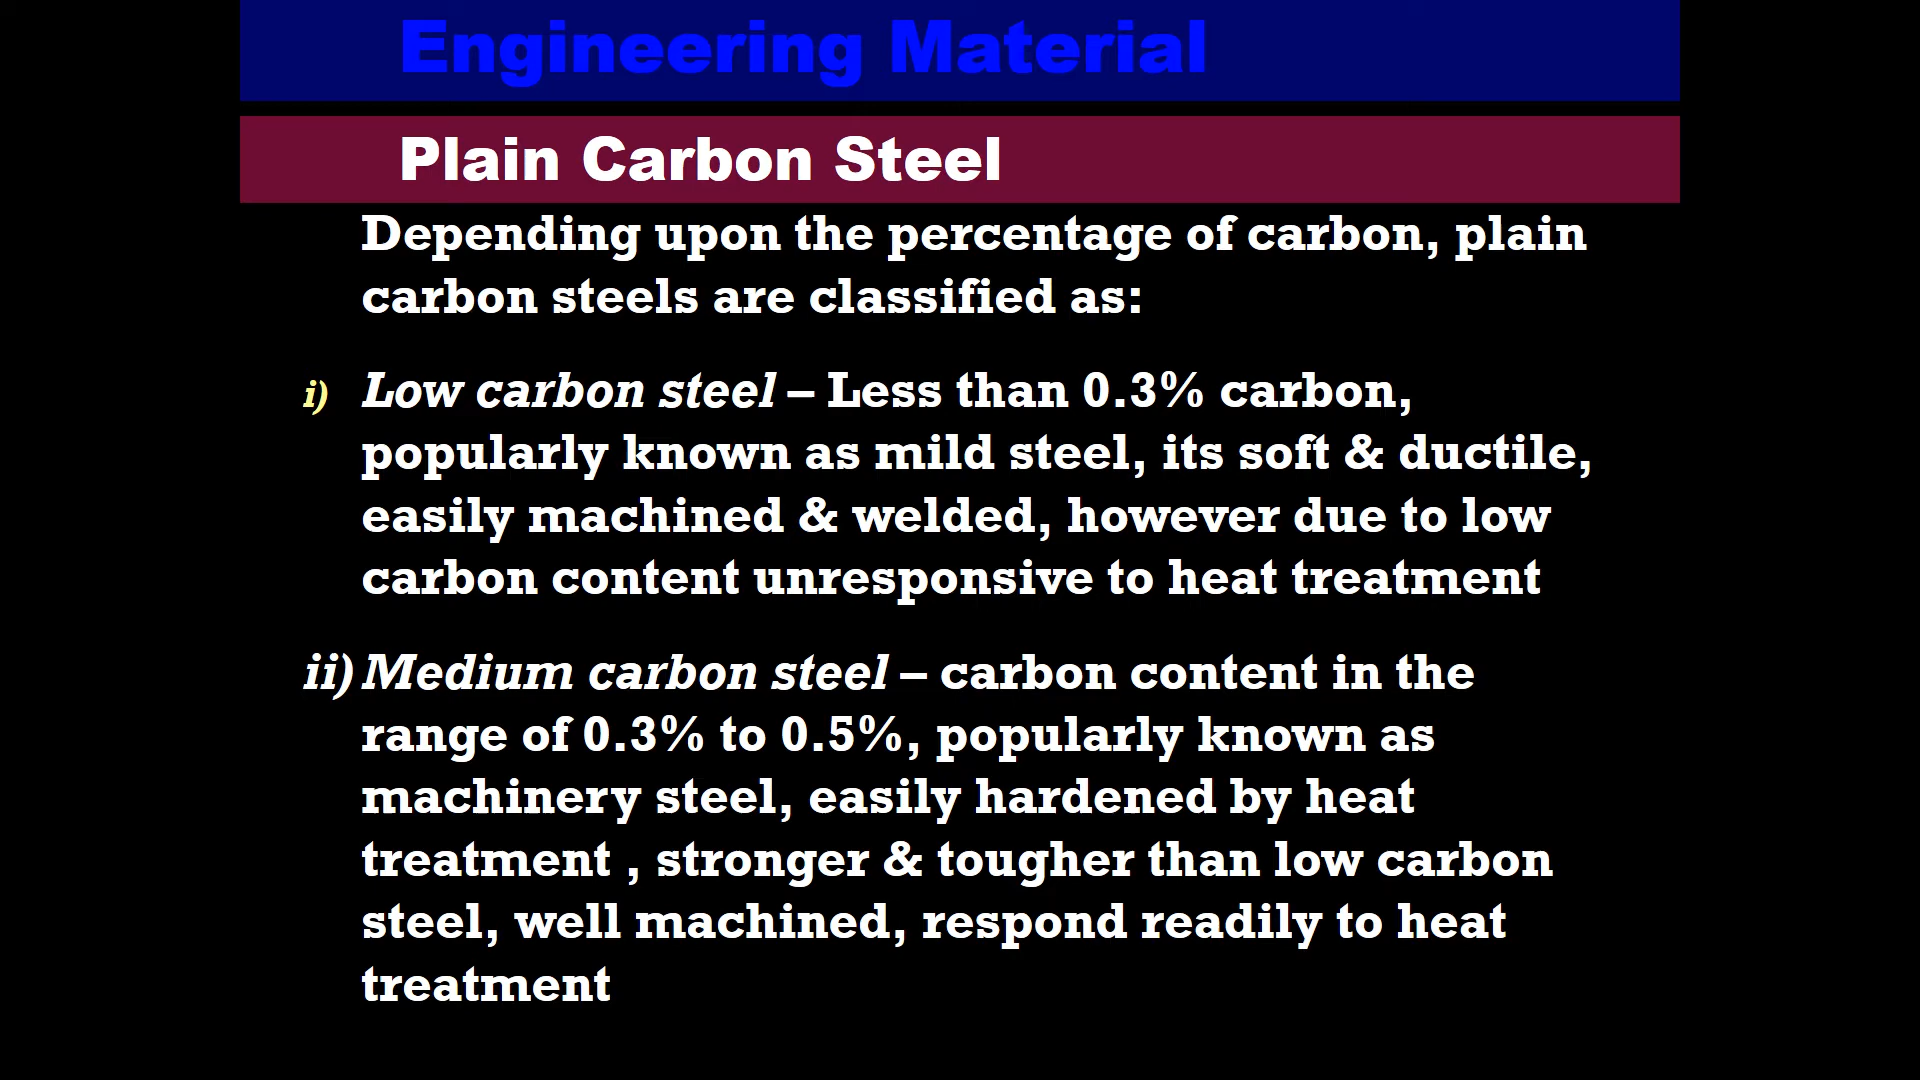 Engineering Material
Plain Carbon Steel
Depending upon the percentage of carbon, plain
carbon steels are classified as:
i) Low carbon steel – Less than 0.3% carbon,
popularly known as mild steel, its soft & ductile,
easily machined & welded, however due to low
carbon content unresponsive to heat treatment
ii) Medium carbon steel – carbon content in the
range of 0.3% to 0.5%, popularly known as
machinery steel, easily hardened by heat
treatment , stronger & tougher than low carbon
steel, well machined, respond readily to heat
treatment